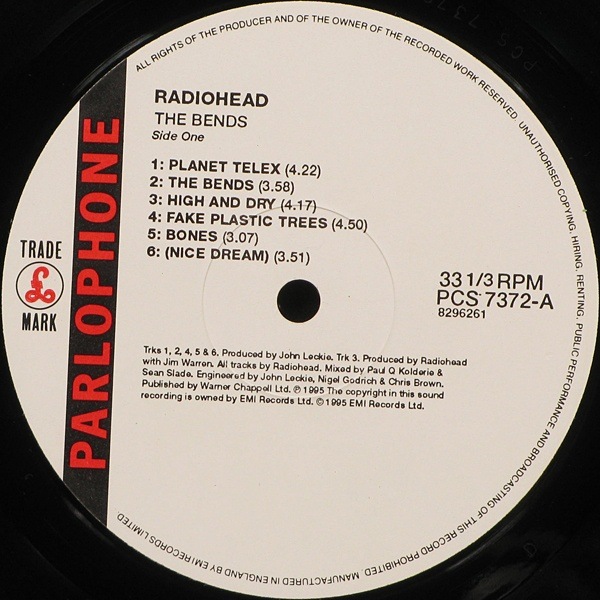 ALL RIGHTS OF THE PRODUCER AND OF THE OWNER OF THE RECORDED WORK RESERVED. UNAUTHORISED COPYING, HIRING, RENTING, PUBLIC PERFORMANCE AND BROADCASTING OF THIS RECORD PROHIBITED. MANUFACTURED IN ENGLAND BY EMI RECORDS LIMITED
RADIOHEAD
THE BENDS
Side One
1: PLANET TELEX (4.22)
2: THE BENDS (3.58)
3: HIGH AND DRY (4.17)
4: FAKE PLASTIC TREES (4.50)
5: BONES (3.07)
6: (NICE DREAM) (3.51)
PARLOPHONE
TRADE
£
MARK
33 1/3 RPM
PCS 7372-A
8296261
Trks 1, 2, 4, 5 & 6. Produced by John Leckie. Trk 3. Produced by Radiohead
with Jim Warren. All tracks by Radiohead. Mixed by Paul Q Kolderie &
Sean Slade. Engineered by John Leckie, Nigel Godrich & Chris Brown.
Published by Warner Chappell Ltd. ℗ 1995 The copyright in this sound
recording is owned by EMI Records Ltd. © 1995 EMI Records Ltd.